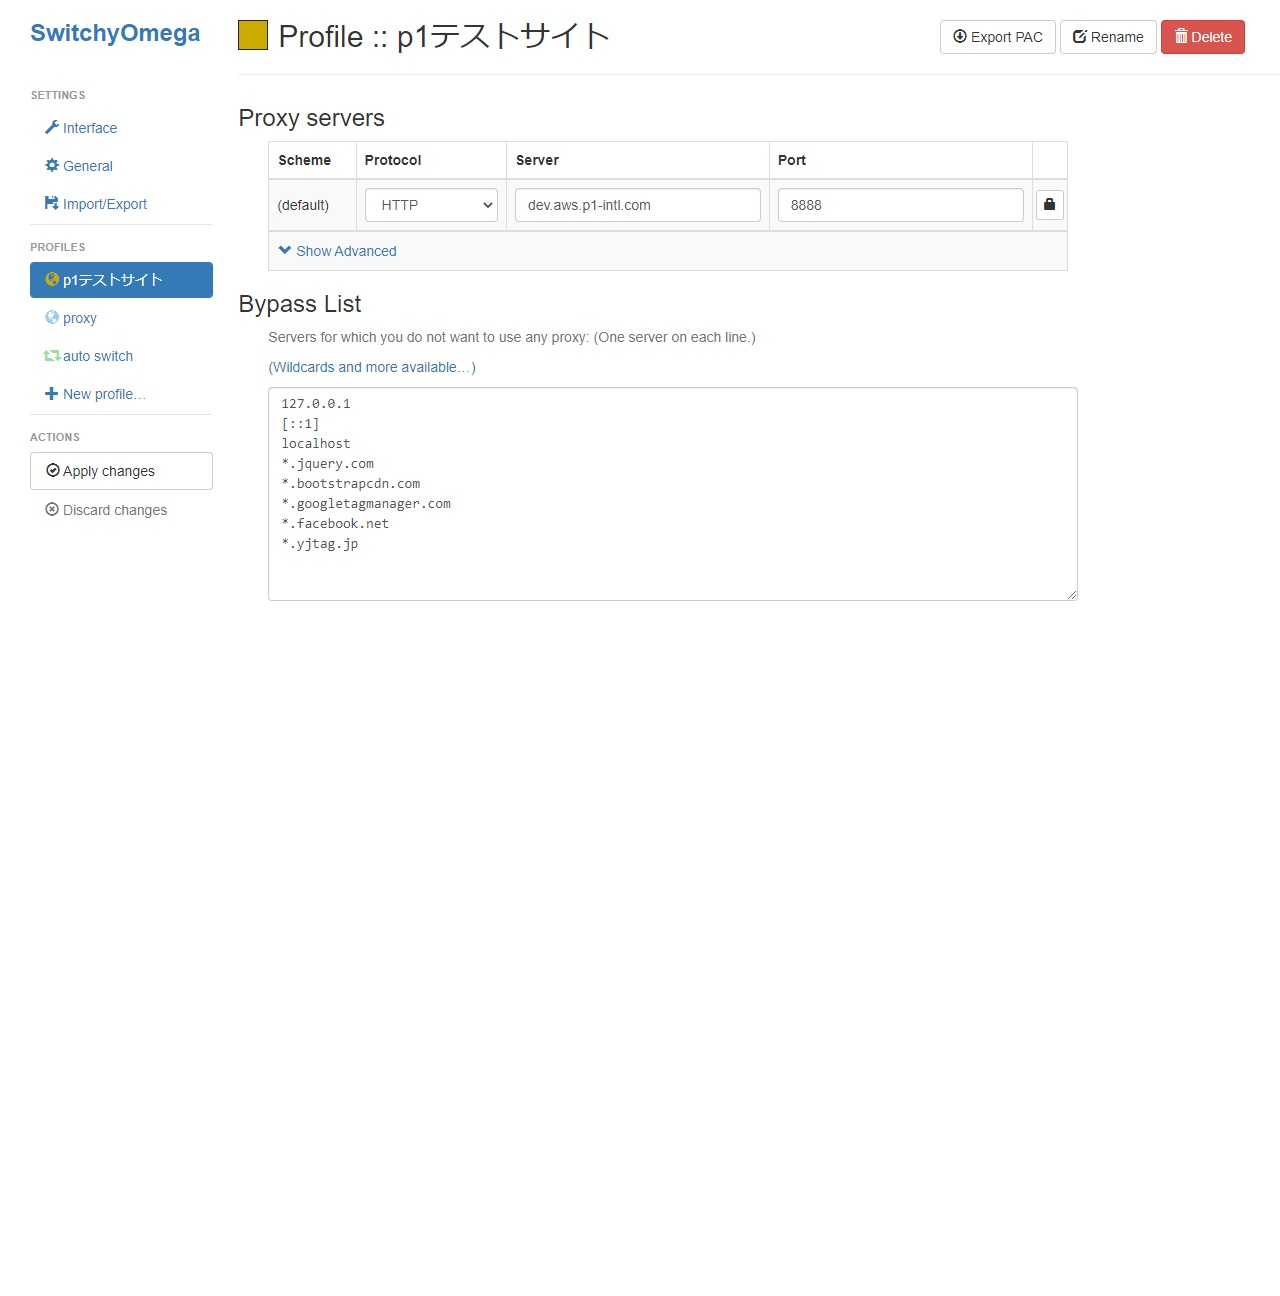 SwitchyOmega
SETTINGS
Interface
General
Import/Export
PROFILES
p1テストサイト
proxy
auto switch
New profile…
ACTIONS
Apply changes
Discard changes
Profile :: p1テストサイト
Export PAC
Rename
Delete
Proxy servers
Scheme Protocol Server Port
(default) HTTP dev.aws.p1-intl.com 8888
Show Advanced
Bypass List
Servers for which you do not want to use any proxy: (One server on each line.)
(Wildcards and more available…)
127.0.0.1
[::1]
localhost
*.jquery.com
*.bootstrapcdn.com
*.googletagmanager.com
*.facebook.net
*.yjtag.jp